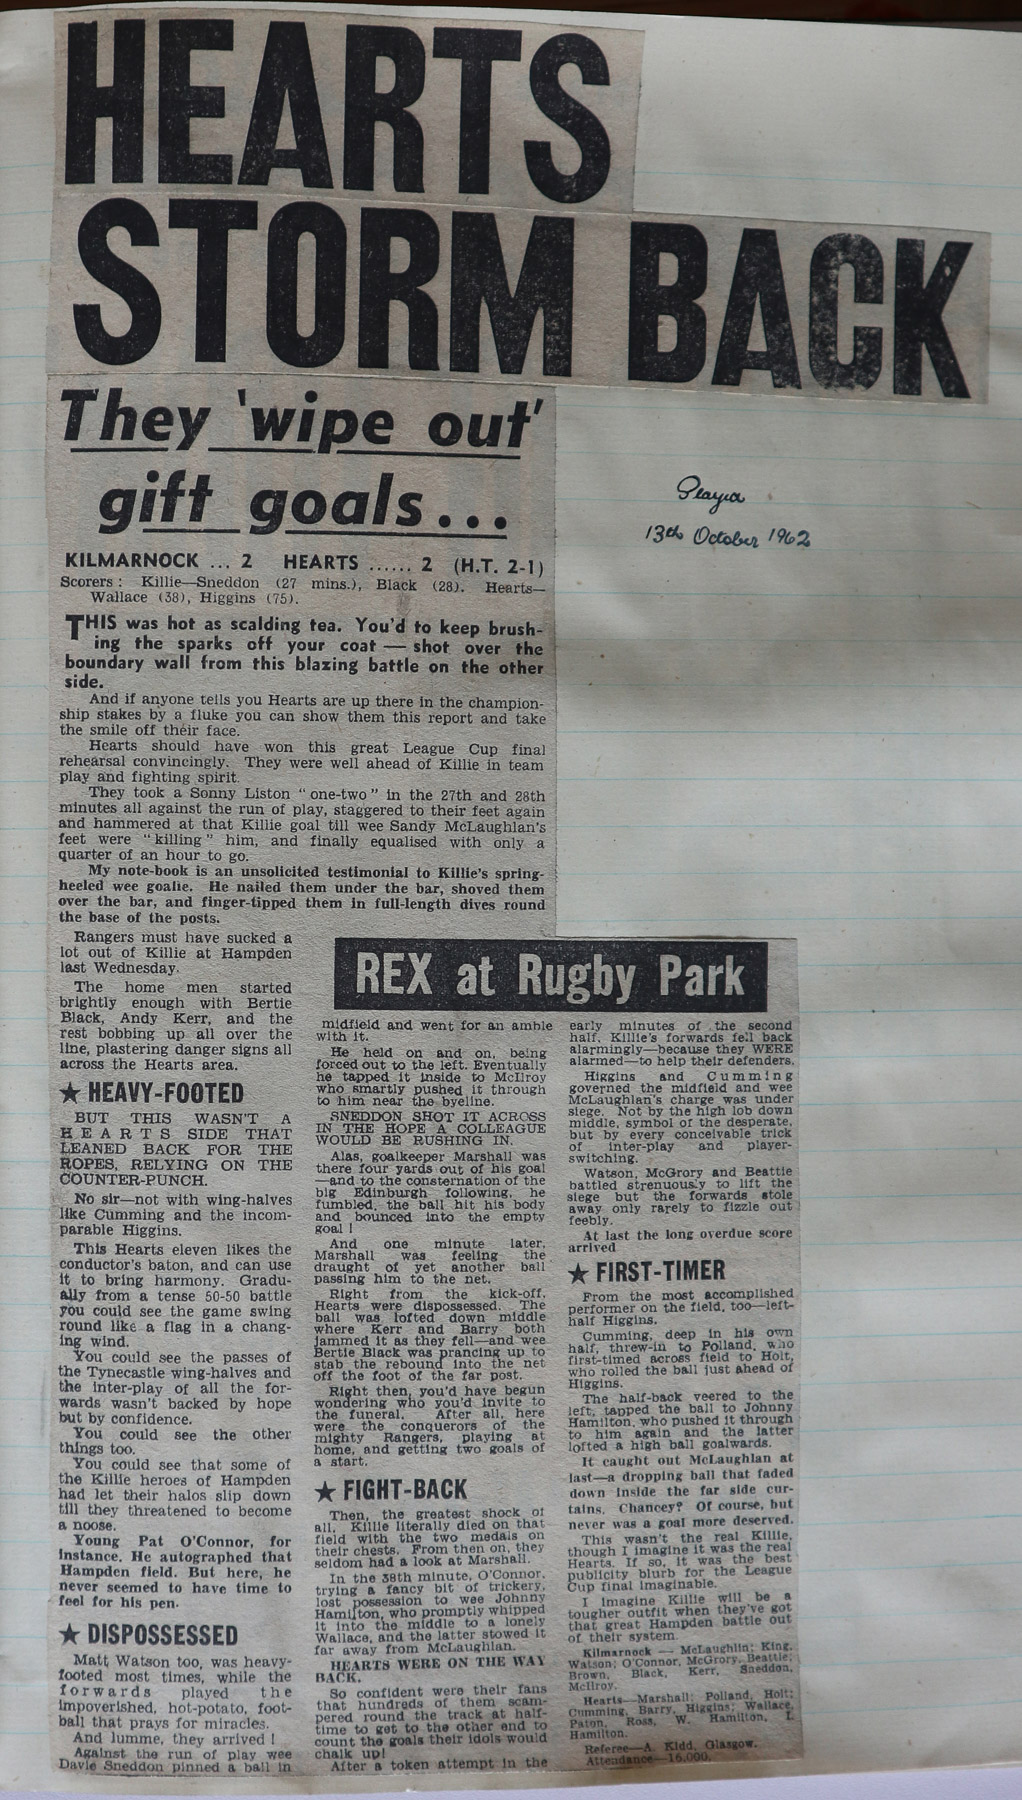 HEARTS
STORM BACK
They 'wipe out'
gift goals...
Played
13th October 1962
KILMARNOCK ... 2 HEARTS ...... 2 (H.T. 2-1)
Scorers: Killie—Sneddon (27 mins.), Black (28). Hearts—
Wallace (38), Higgins (75).
THIS was hot as scalding tea. You'd to keep brush-
ing the sparks off your coat — shot over the
boundary wall from this blazing battle on the other
side.
And if anyone tells you Hearts are up there in the champion-
ship stakes by a fluke you can show them this report and take
the smile off their face.
Hearts should have won this great League Cup final
rehearsal convincingly. They were well ahead of Killie in team
play and fighting spirit.
They took a Sonny Liston "one-two" in the 27th and 28th
minutes all against the run of play, staggered to their feet again
and hammered at that Killie goal till wee Sandy McLaughlan's
feet were "killing" him, and finally equalised with only a
quarter of an hour to go.
My note-book is an unsolicited testimonial to Killie's spring-
heeled wee goalie. He nailed them under the bar, shoved them
over the bar, and finger-tipped them in full-length dives round
the base of the posts.
REX at Rugby Park
Rangers must have sucked a
lot out of Killie at Hampden
last Wednesday.
The home men started
brightly enough with Bertie
Black, Andy Kerr, and the
rest bobbing up all over the
line, plastering danger signs all
across the Hearts area.
★ HEAVY-FOOTED
BUT THIS WASN'T A
HEARTS SIDE THAT
LEANED BACK FOR THE
ROPES, RELYING ON THE
COUNTER-PUNCH.
No sir—not with wing-halves
like Cumming and the incom-
parable Higgins.
This Hearts eleven likes the
conductor's baton, and can use
it to bring harmony. Gradu-
ally from a tense 50-50 battle
you could see the game swing
round like a flag in a chang-
ing wind.
You could see the passes of
the Tynecastle wing-halves and
the inter-play of all the for-
wards wasn't backed by hope
but by confidence.
You could see the other
things too.
You could see that some of
the Killie heroes of Hampden
had let their halos slip down
till they threatened to become
a noose.
Young Pat O'Connor, for
instance. He autographed that
Hampden field. But here, he
never seemed to have time to
feel for his pen.
★ DISPOSSESSED
Matt Watson too, was heavy-
footed most times, while the
forwards played the
impoverished, hot-potato, foot-
ball that prays for miracles.
And lumme, they arrived!
Against the run of play wee
Davie Sneddon pinned a ball in
midfield and went for an amble
with it.
He held on and on, being
forced out to the left. Eventually
he tapped it inside to McIlroy
who smartly pushed it through
to him near the byeline.
SNEDDON SHOT IT ACROSS
IN THE HOPE A COLLEAGUE
WOULD BE RUSHING IN.
Alas, goalkeeper Marshall was
there four yards out of his goal
—and to the consternation of the
big Edinburgh following, he
fumbled, the ball hit his body
and bounced into the empty
goal!
And one minute later,
Marshall was feeling the
draught of yet another ball
passing him to the net.
Right from the kick-off,
Hearts were dispossessed. The
ball was lofted down middle
where Kerr and Barry both
jammed it as they fell—and wee
Bertie Black was prancing up to
stab the rebound into the net
off the foot of the far post.
Right then, you'd have begun
wondering who you'd invite to
the funeral. After all, here
were the conquerors of the
mighty Rangers, playing at
home, and getting two goals of
a start.
★ FIGHT-BACK
Then, the greatest shock of
all. Killie literally died on that
field with the two medals on
their chests. From then on, they
seldom had a look at Marshall.
In the 38th minute, O'Connor,
trying a fancy bit of trickery,
lost possession to wee Johnny
Hamilton, who promptly whipped
it into the middle to a lonely
Wallace, and the latter stowed it
far away from McLaughlan.
HEARTS WERE ON THE WAY
BACK.
So confident were their fans
that hundreds of them scam-
pered round the track at half-
time to get to the other end to
count the goals their idols would
chalk up!
After a token attempt in the
early minutes of the second
half, Killie's forwards fell back
alarmingly—because they WERE
alarmed—to help their defenders.
Higgins and Cumming
governed the midfield and wee
McLaughlan's charge was under
siege. Not by the high lob down
middle, symbol of the desperate,
but by every conceivable trick
of inter-play and player-
switching.
Watson, McGrory and Beattie
battled strenuously to lift the
siege but the forwards stole
away only rarely to fizzle out
feebly.
At last the long overdue score
arrived
★ FIRST-TIMER
From the most accomplished
performer on the field, too—left-
half Higgins.
Cumming, deep in his own
half, threw-in to Polland, who
first-timed across field to Holt,
who rolled the ball just ahead of
Higgins.
The half-back veered to the
left, tapped the ball to Johnny
Hamilton, who pushed it through
to him again and the latter
lofted a high ball goalwards.
It caught out McLaughlan at
last—a dropping ball that faded
down inside the far side cur-
tains. Chancey? Of course, but
never was a goal more deserved.
This wasn't the real Killie,
though I imagine it was the real
Hearts. If so, it was the best
publicity blurb for the League
Cup final imaginable.
I imagine Killie will be a
tougher outfit when they've got
that great Hampden battle out
of their system.
Kilmarnock — McLaughlin; King,
Watson; O'Connor, McGrory, Beattie;
Brown, Black, Kerr, Sneddon,
McIlroy.
Hearts—Marshall; Polland, Holt;
Cumming, Barry, Higgins; Wallace,
Paton, Ross, W. Hamilton, J.
Hamilton.
Referee—A. Kidd, Glasgow.
Attendance—16,000.